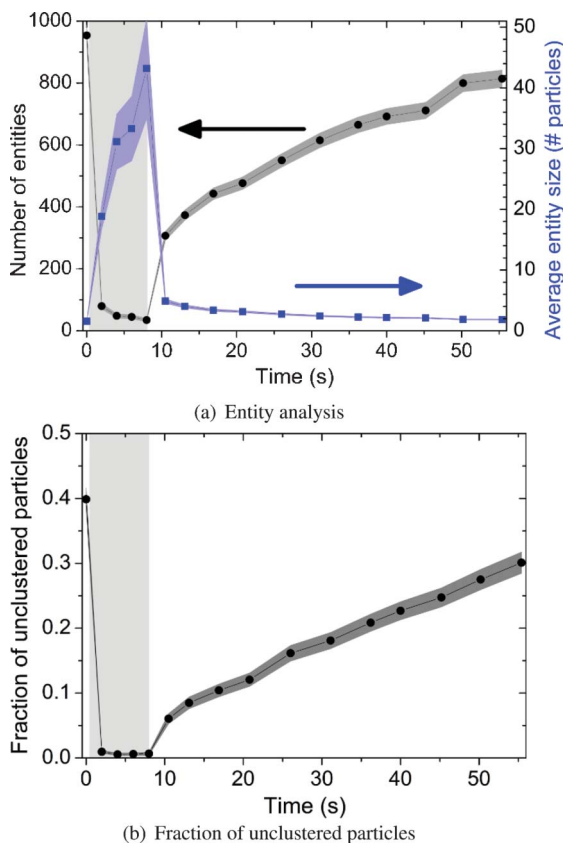 1000
800
600
400
200
0
Number of entities
50
40
30
20
10
0
Average entity size (# particles)
0 10 20 30 40 50
Time (s)
(a) Entity analysis
0.5
0.4
0.3
0.2
0.1
0.0
Fraction of unclustered particles
0 10 20 30 40 50
Time (s)
(b) Fraction of unclustered particles